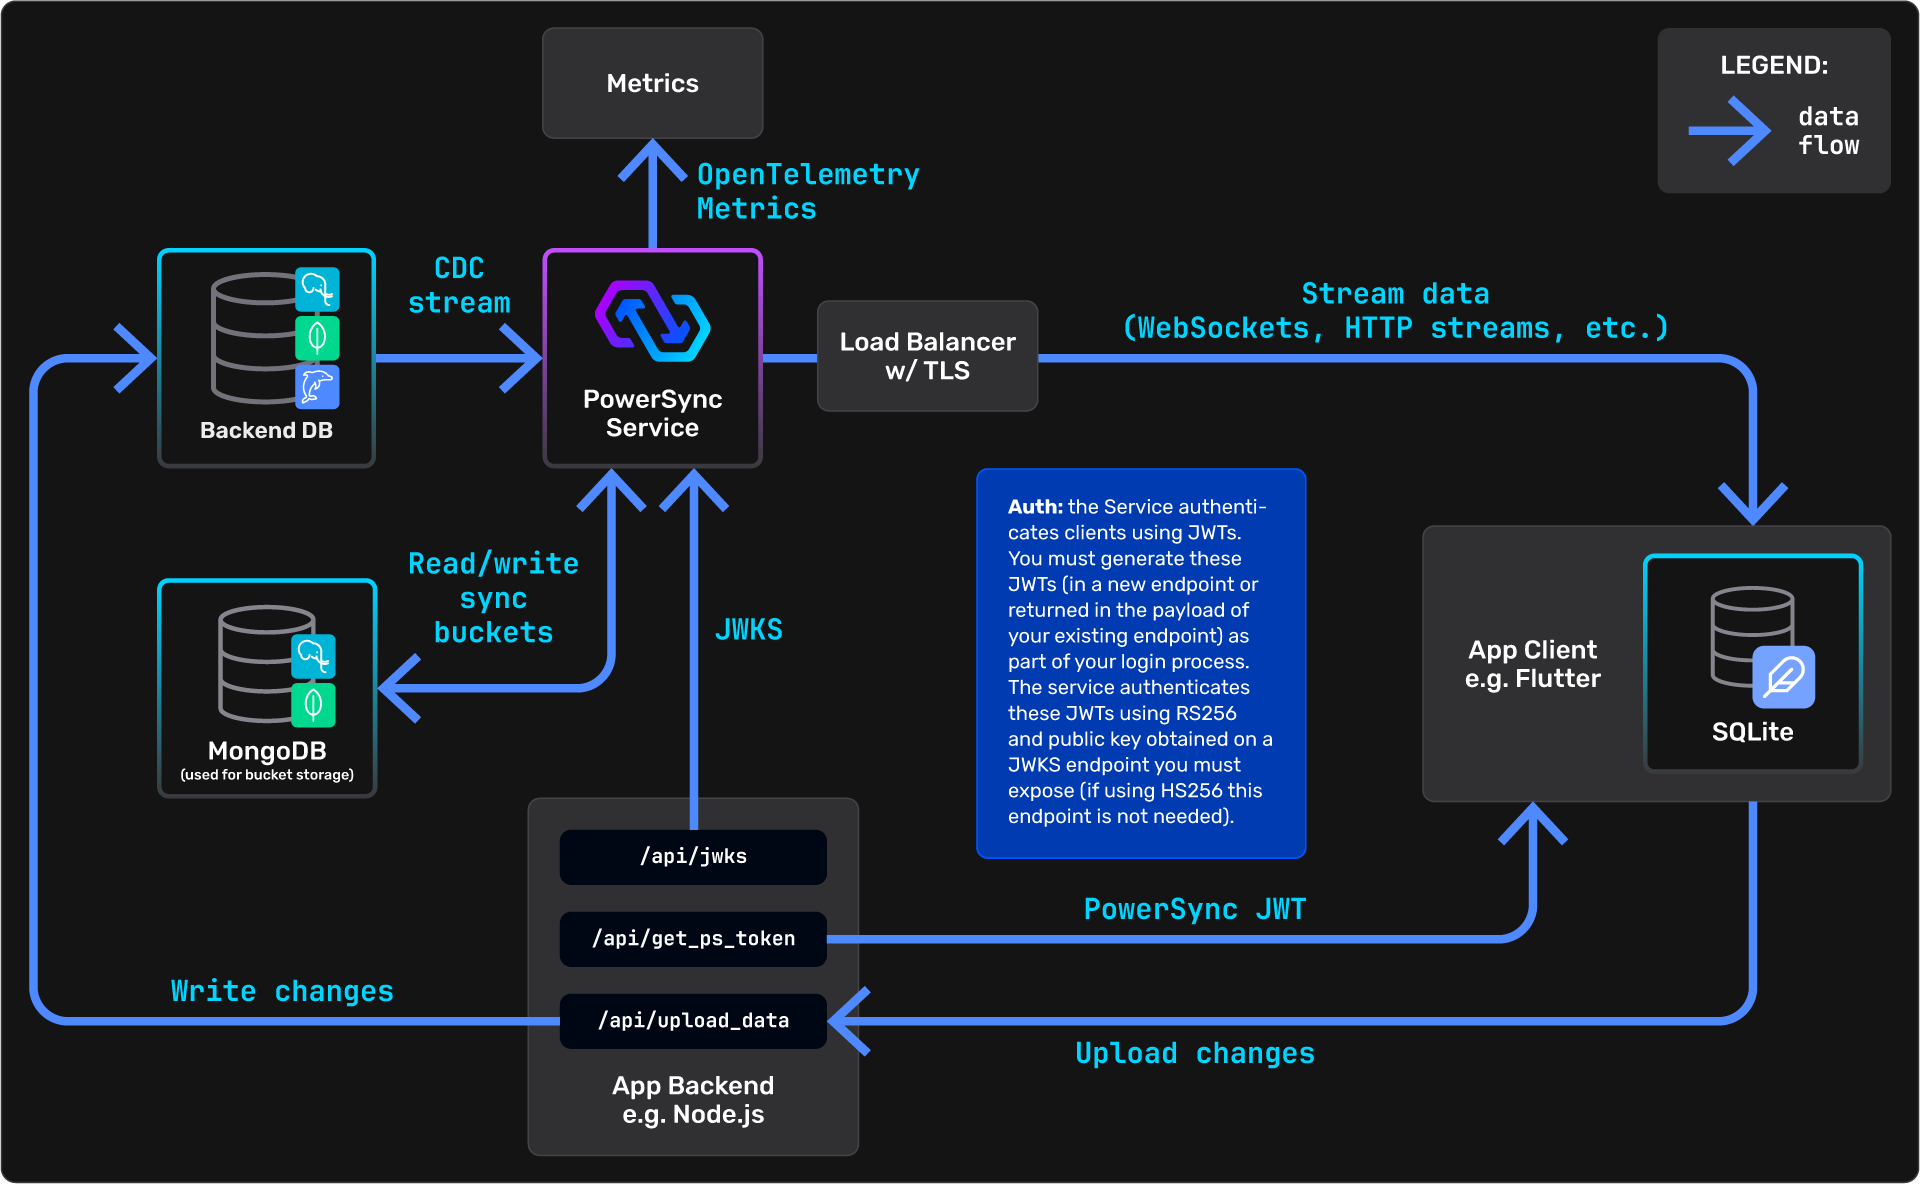 Metrics
LEGEND:
data
flow
OpenTelemetry
Metrics
CDC
stream
Backend DB
PowerSync
Service
Load Balancer
w/ TLS
Stream data
(WebSockets, HTTP streams, etc.)
Auth: the Service authenti-
cates clients using JWTs.
You must generate these
JWTs (in a new endpoint or
returned in the payload of
your existing endpoint) as
part of your login process.
The service authenticates
these JWTs using RS256
and public key obtained on a
JWKS endpoint you must
expose (if using HS256 this
endpoint is not needed).
Read/write
sync
buckets
JWKS
MongoDB
(used for bucket storage)
App Client
e.g. Flutter
SQLite
/api/jwks
/api/get_ps_token
/api/upload_data
App Backend
e.g. Node.js
PowerSync JWT
Write changes
Upload changes